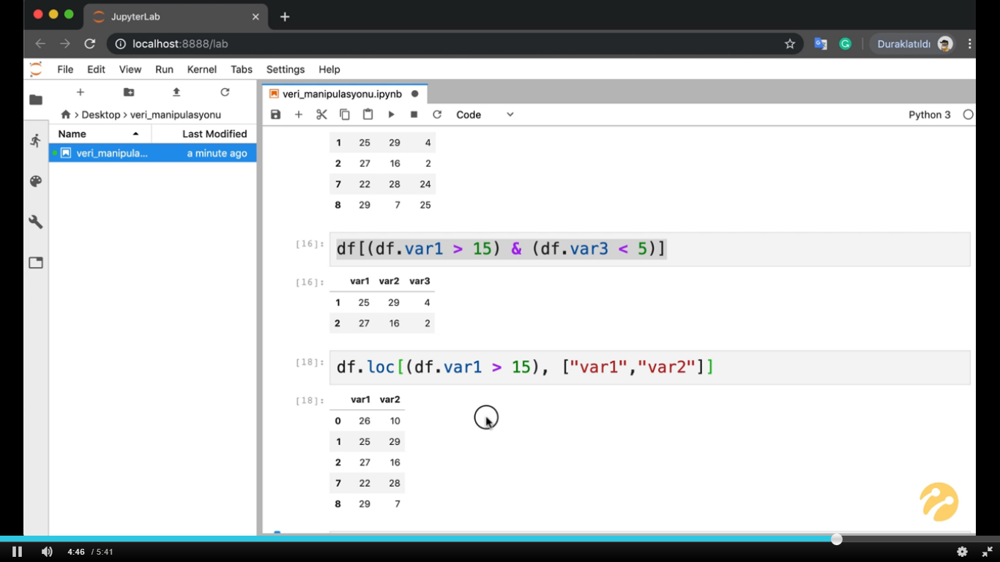 JupyterLab
localhost:8888/lab
Duraklatıldı
File Edit View Run Kernel Tabs Settings Help
veri_manipulasyonu.ipynb
Desktop > veri_manipulasyonu
Code
Python 3
Name Last Modified
veri_manipula... a minute ago
1 25 29 4
2 27 16 2
7 22 28 24
8 29 7 25
[16]: df[(df.var1 > 15) & (df.var3 < 5)]
[16]: var1 var2 var3
1 25 29 4
2 27 16 2
[18]: df.loc[(df.var1 > 15), ["var1","var2"]]
[18]: var1 var2
0 26 10
1 25 29
2 27 16
7 22 28
8 29 7
4:46 / 5:41